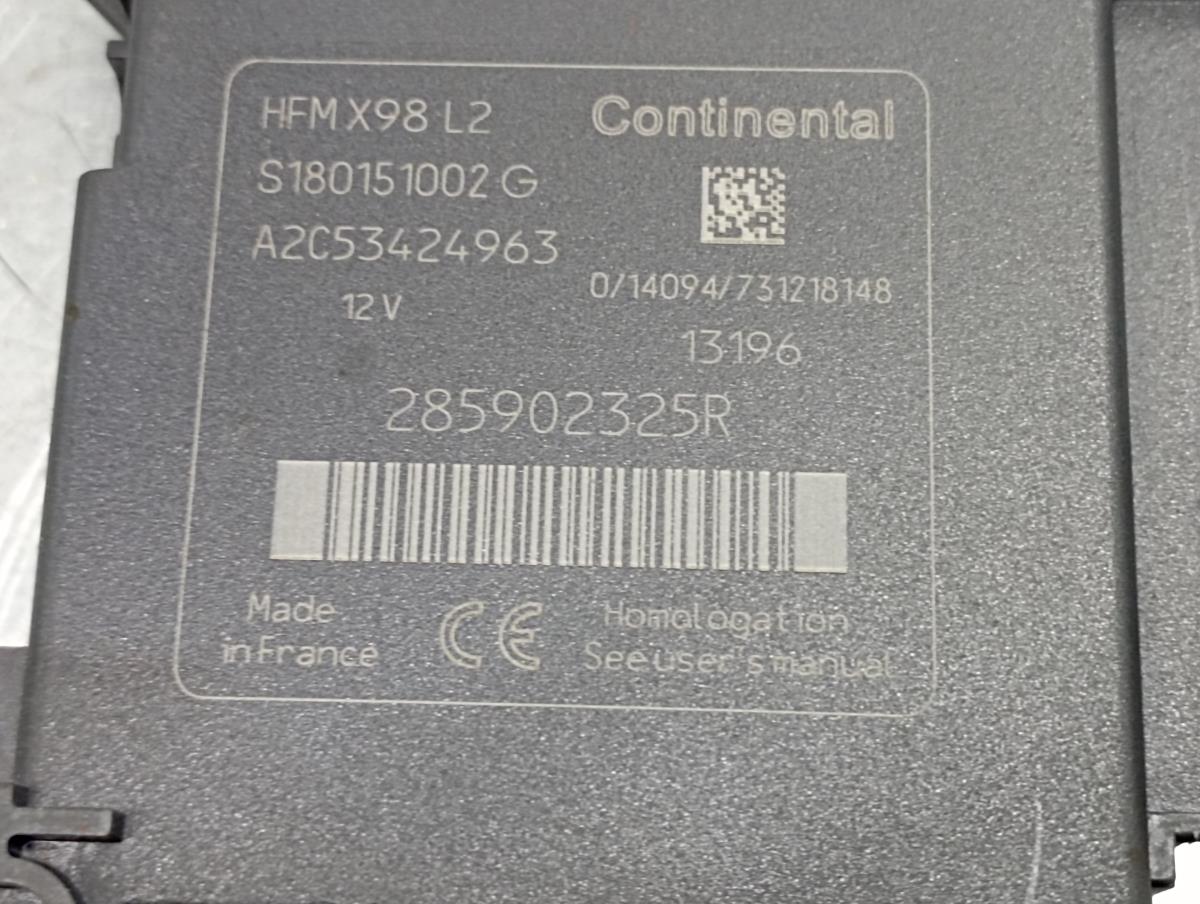 HFM X98 L2
Continental
S180151002 G
A2C53424963
0/14094/731218148
12 V
13196
285902325R
Made
in France
CE
Homologation
See user's manual